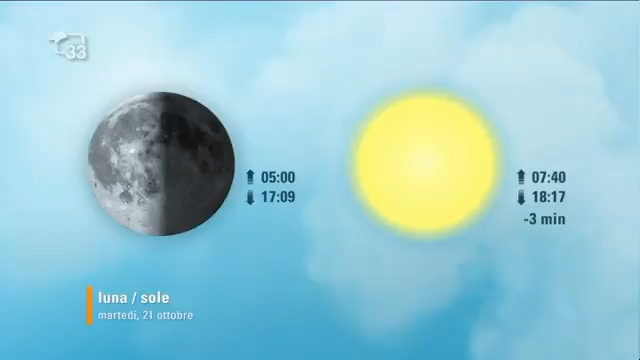 33
05:00
17:09
07:40
18:17
-3 min
luna / sole
martedì, 21 ottobre